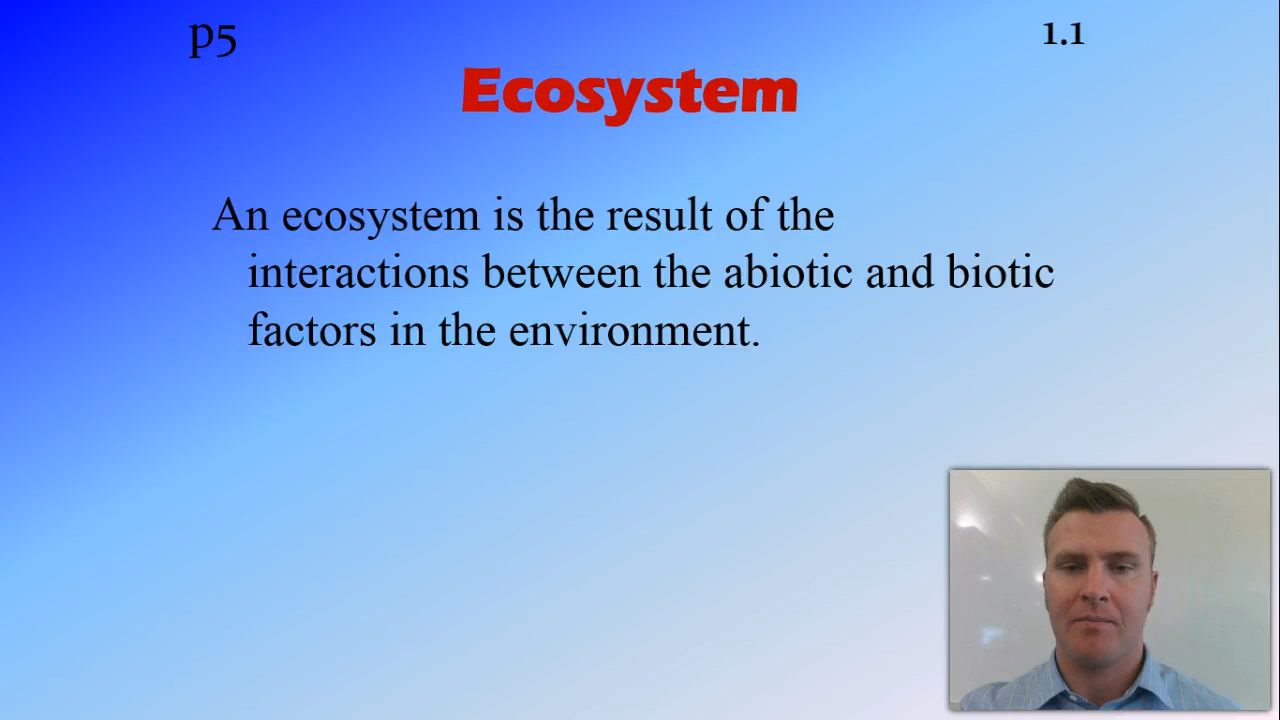 p5
1.1
Ecosystem
An ecosystem is the result of the
interactions between the abiotic and biotic
factors in the environment.